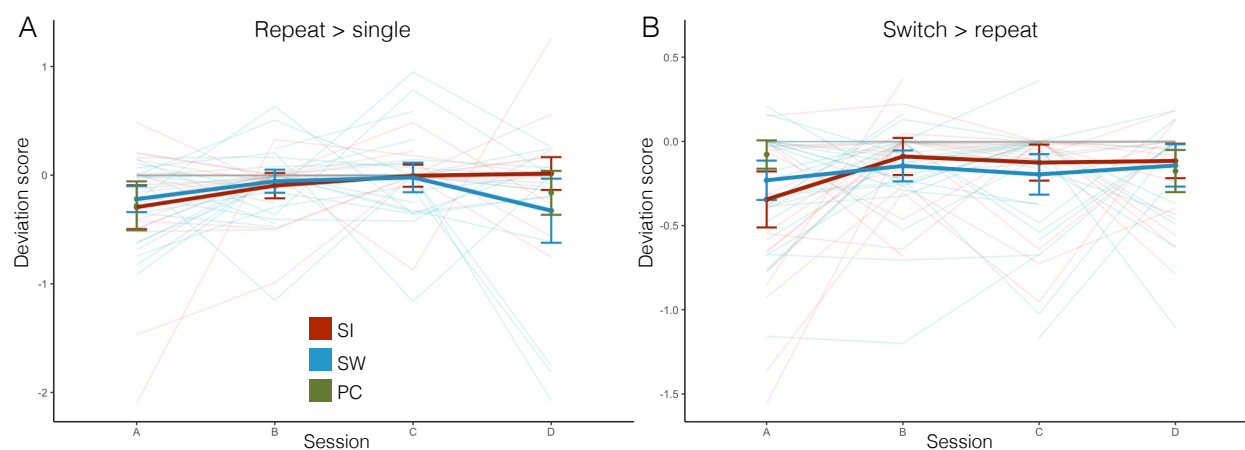 A
Repeat > single
Deviation score
1
0
-1
-2
SI
SW
PC
A B C D
Session
B
Switch > repeat
Deviation score
0.5
0.0
-0.5
-1.0
-1.5
A B C D
Session